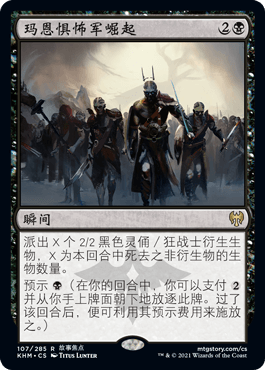 玛恩惧怖军崛起 2
瞬间
派出X个2/2黑色灵俑／狂战士衍生生
物，X为本回合中死去之非衍生生物的生
物数量。
预示（在你的回合中，你可以支付2
并从你手上牌面朝下地放逐此牌。过了
该回合后，便可利用其预示费用来施放
之。）
107/285 R 故事焦点
KHM • CS TITUS LUNTER
mtgstory.com/cs
™ & © 2021 Wizards of the Coast